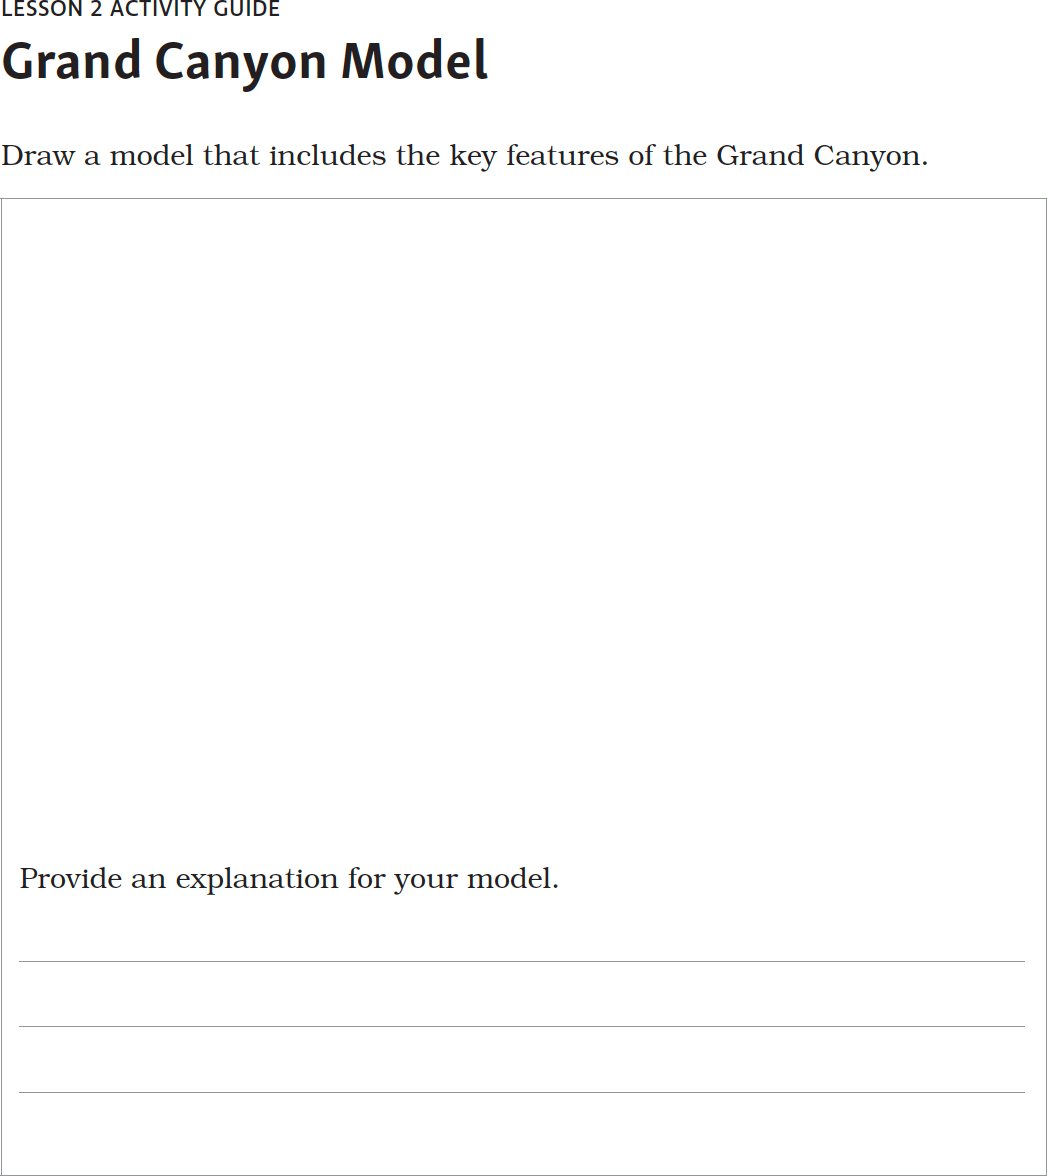 LESSON 2 ACTIVITY GUIDE
Grand Canyon Model
Draw a model that includes the key features of the Grand Canyon.
Provide an explanation for your model.